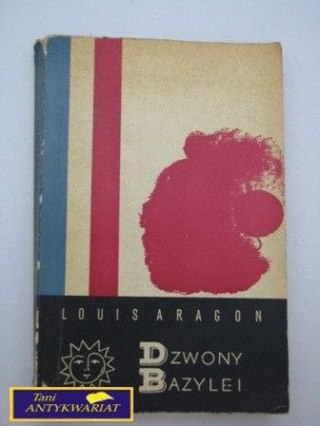 LOUIS ARAGON
DZWONY
BAZYLEI
Tani
ANTYKWARIAT